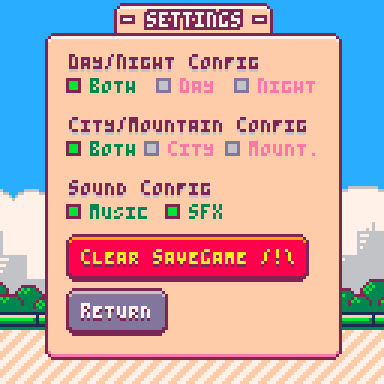 SETTINGS
Day/Night Config
Both Day Night
City/Mountain Config
Both City Mount.
Sound Config
Music SFX
Clear SaveGame /!\
Return